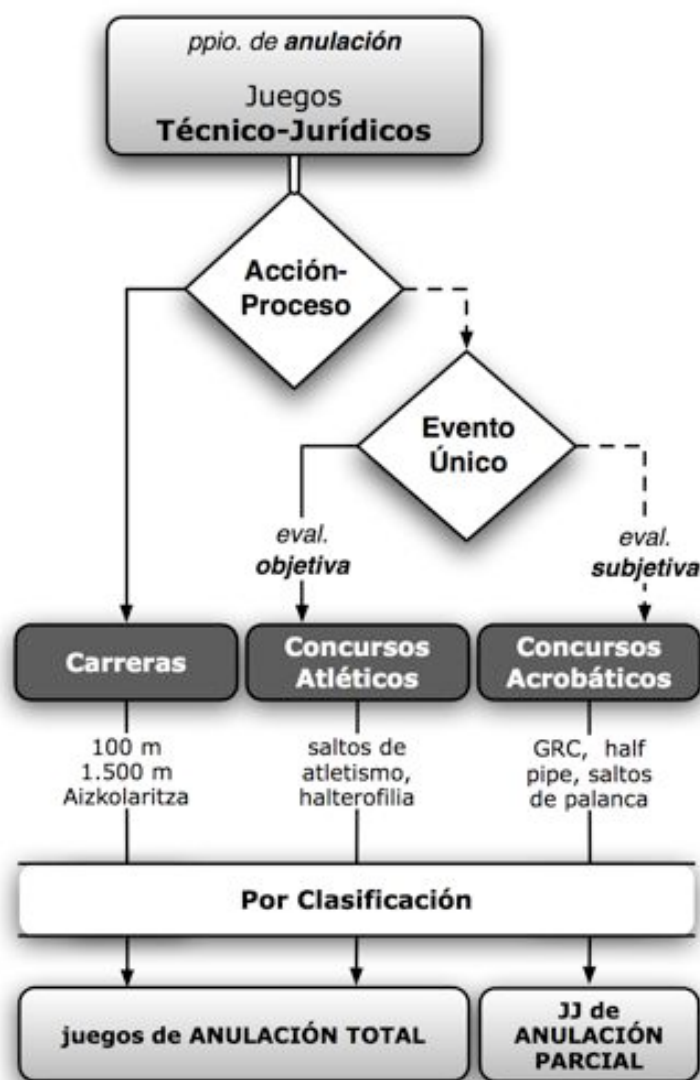 ppio. de anulación
Juegos
Técnico-Jurídicos
Acción-
Proceso
Evento
Único
eval.
objetiva
eval.
subjetiva
Carreras
Concursos
Atléticos
Concursos
Acrobáticos
100 m
1.500 m
Aizkolaritza
saltos de
atletismo,
halterofilia
GRC, half
pipe, saltos
de palanca
Por Clasificación
juegos de ANULACIÓN TOTAL
JJ de
ANULACIÓN
PARCIAL